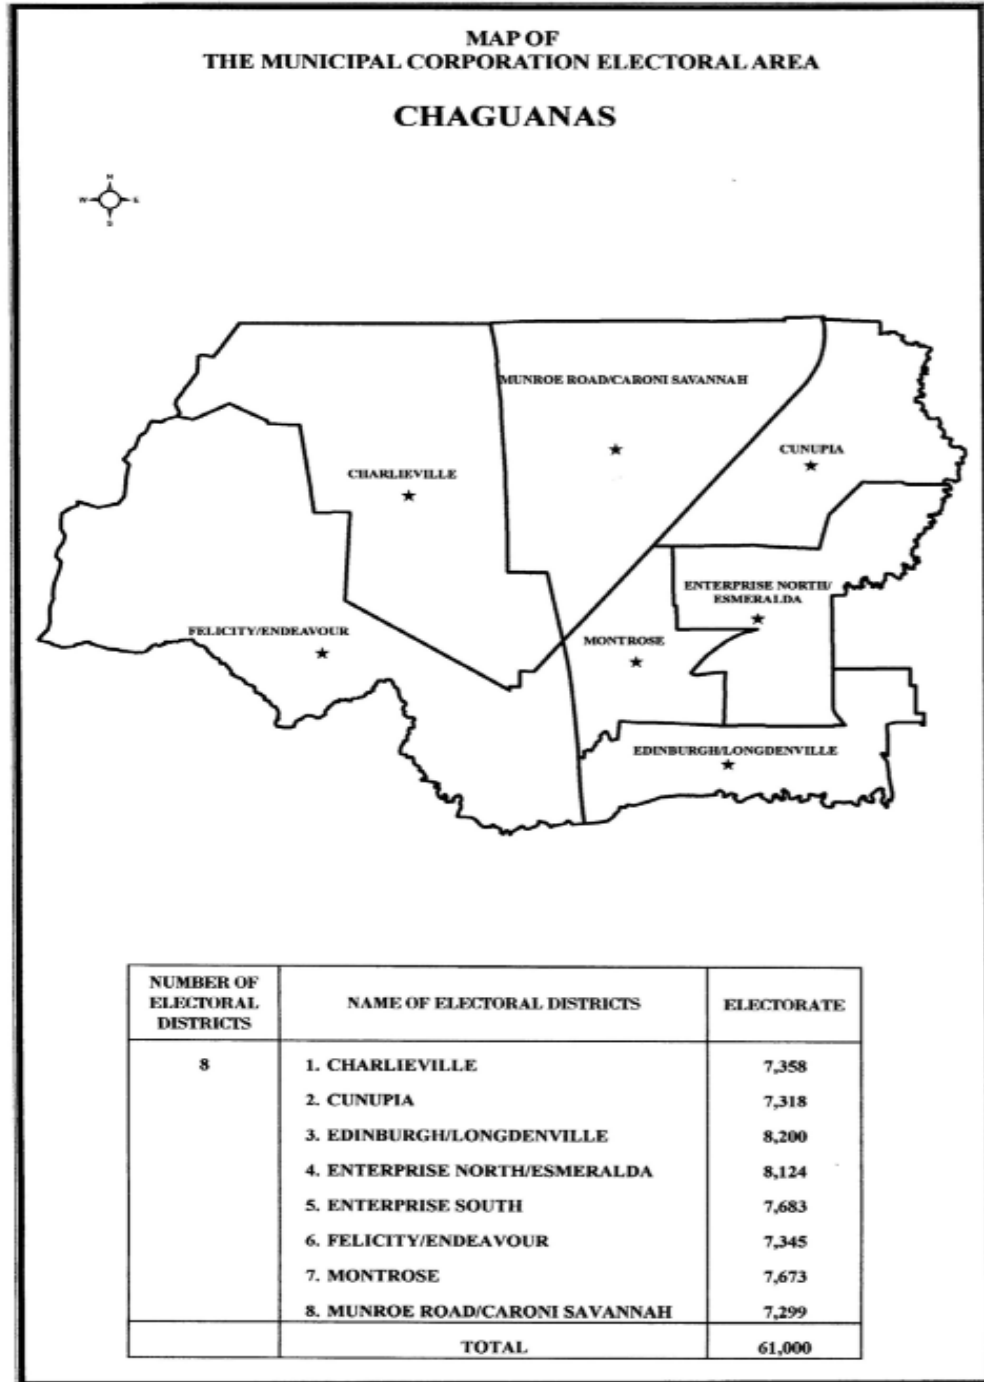 MAP OF
THE MUNICIPAL CORPORATION ELECTORAL AREA
CHAGUANAS
N
W E
S
MUNROE ROAD/CARONI SAVANNAH
CUNUPIA
CHARLIEVILLE
ENTERPRISE NORTH/
ESMERALDA
FELICITY/ENDEAVOUR
MONTROSE
EDINBURGH/LONGDENVILLE
NUMBER OF
ELECTORAL
DISTRICTS
NAME OF ELECTORAL DISTRICTS
ELECTORATE
8
1. CHARLIEVILLE 7,358
2. CUNUPIA 7,318
3. EDINBURGH/LONGDENVILLE 8,200
4. ENTERPRISE NORTH/ESMERALDA 8,124
5. ENTERPRISE SOUTH 7,683
6. FELICITY/ENDEAVOUR 7,345
7. MONTROSE 7,673
8. MUNROE ROAD/CARONI SAVANNAH 7,299
TOTAL 61,000